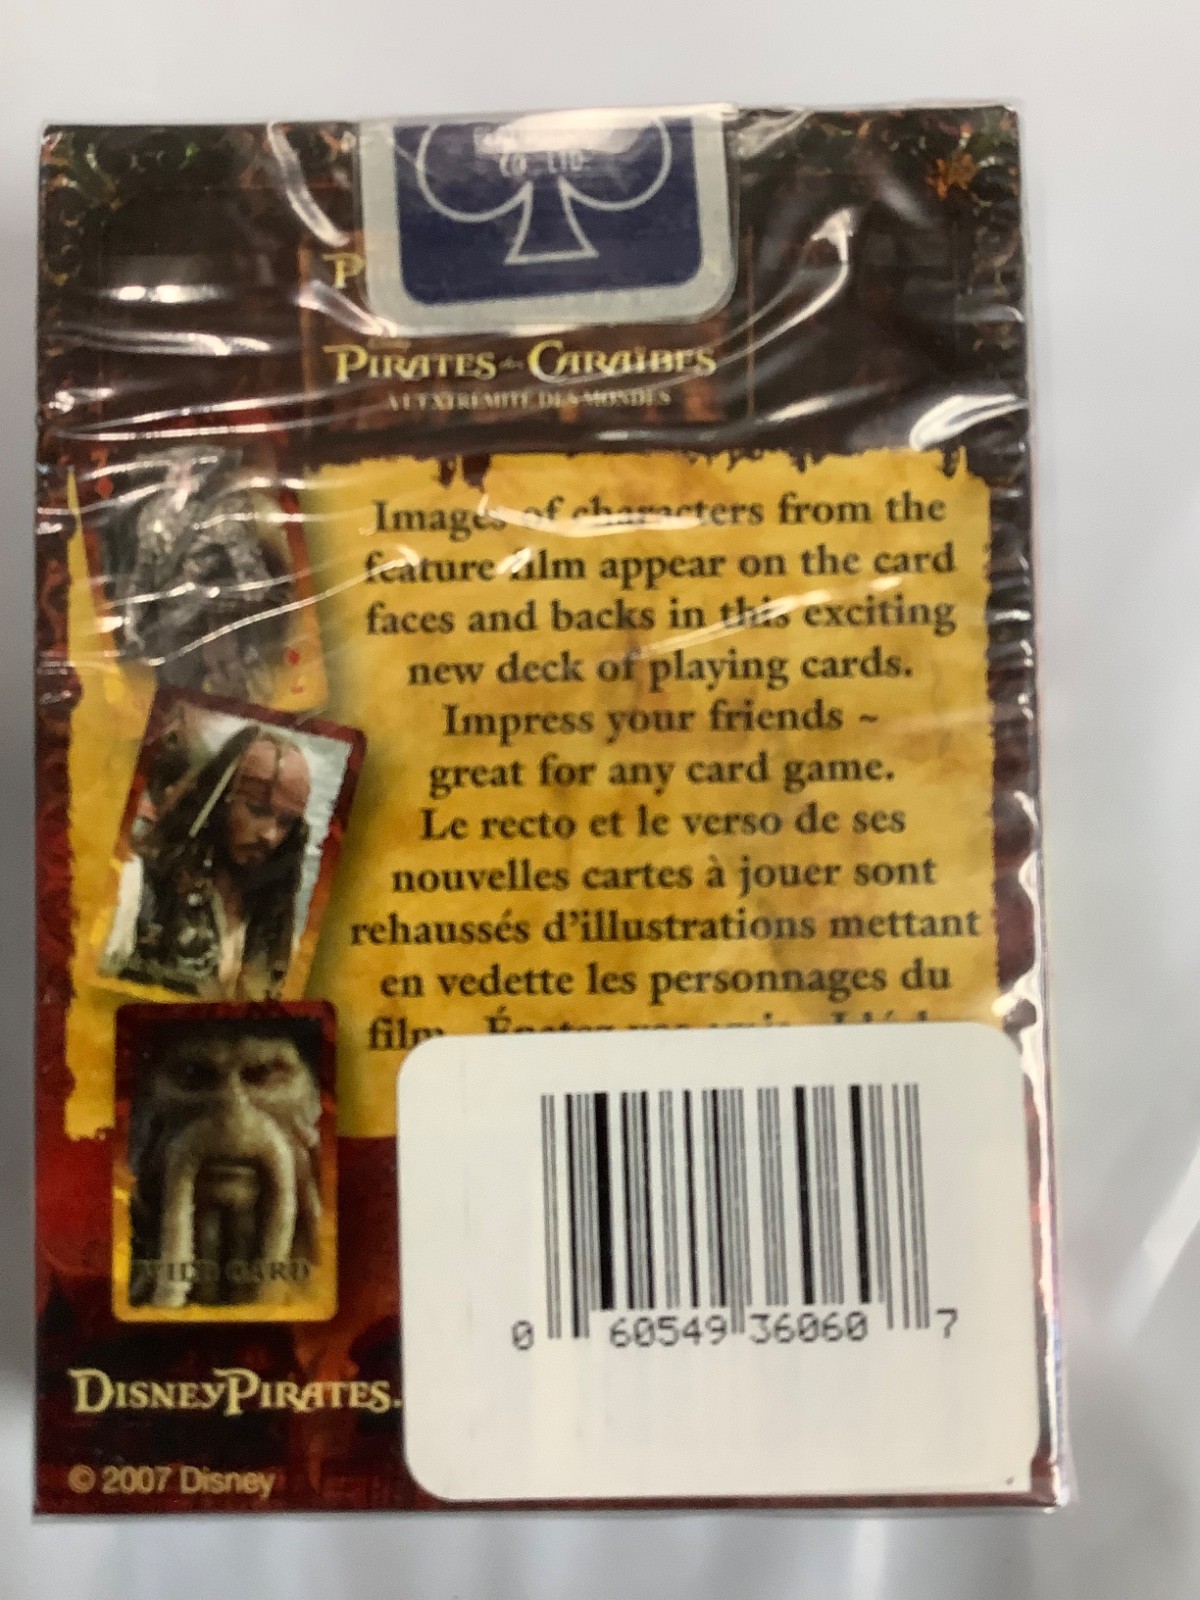 CO. LTD.
P
PIRATES des CARAÏBES
À L'EXTRÉMITÉ DES MONDES
Images of characters from the
feature film appear on the card
faces and backs in this exciting
new deck of playing cards.
Impress your friends ~
great for any card game.
Le recto et le verso de ses
nouvelles cartes à jouer sont
rehaussés d'illustrations mettant
en vedette les personnages du
film.
WILD CARD
0 60549 36060 7
DISNEYPIRATES.
© 2007 Disney